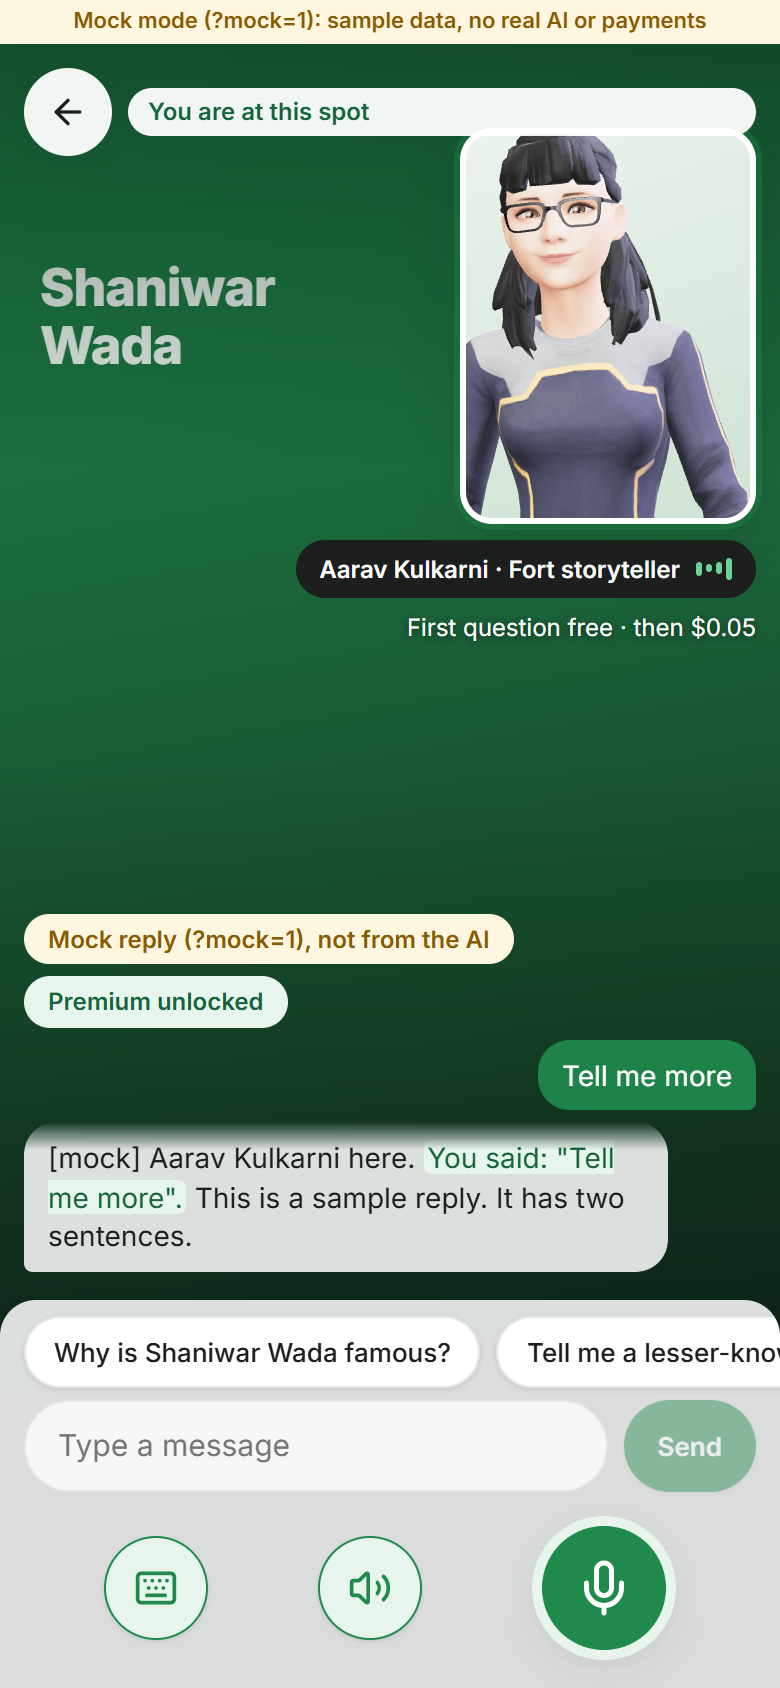 Mock mode (?mock=1): sample data, no real AI or payments
You are at this spot
Shaniwar
Wada
Aarav Kulkarni · Fort storyteller
First question free · then $0.05
Mock reply (?mock=1), not from the AI
Premium unlocked
Tell me more
[mock] Aarav Kulkarni here. You said: "Tell
me more". This is a sample reply. It has two
sentences.
Why is Shaniwar Wada famous?
Tell me a lesser-know
Type a message
Send